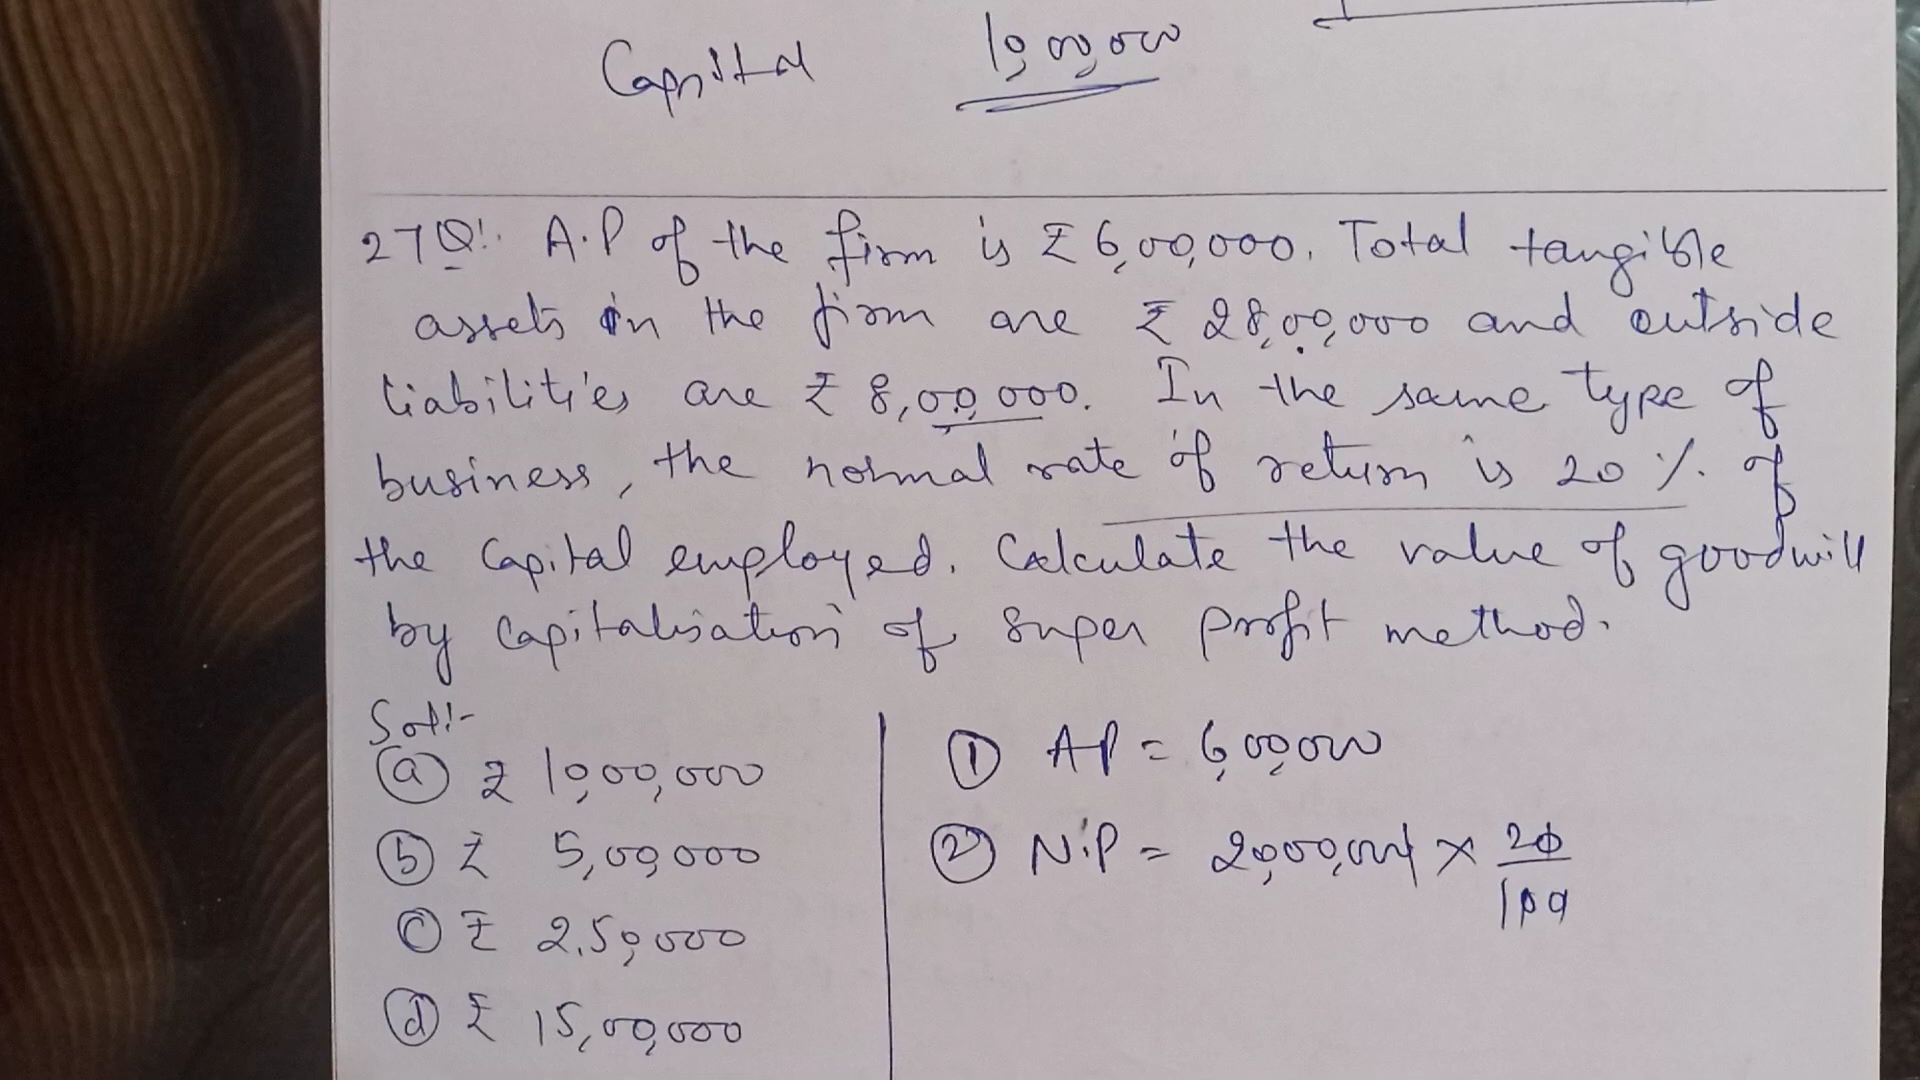 Capital 10,00,000
27Q:. A.P of the firm is ₹ 6,00,000. Total tangible
assets in the firm are ₹ 28,00,000 and outside
liabilities are ₹ 8,00,000. In the same type of
business, the normal rate of return is 20 %. of
the Capital employed. Calculate the value of goodwill
by Capitalisation of super profit method.
Sol:-
(a) ₹ 10,00,000
(b) ₹ 5,00,000
(c) ₹ 2,50,000
(d) ₹ 15,00,000
(1) AP = 6,00,000
(2) N.P = 20,00,000 x 20/100